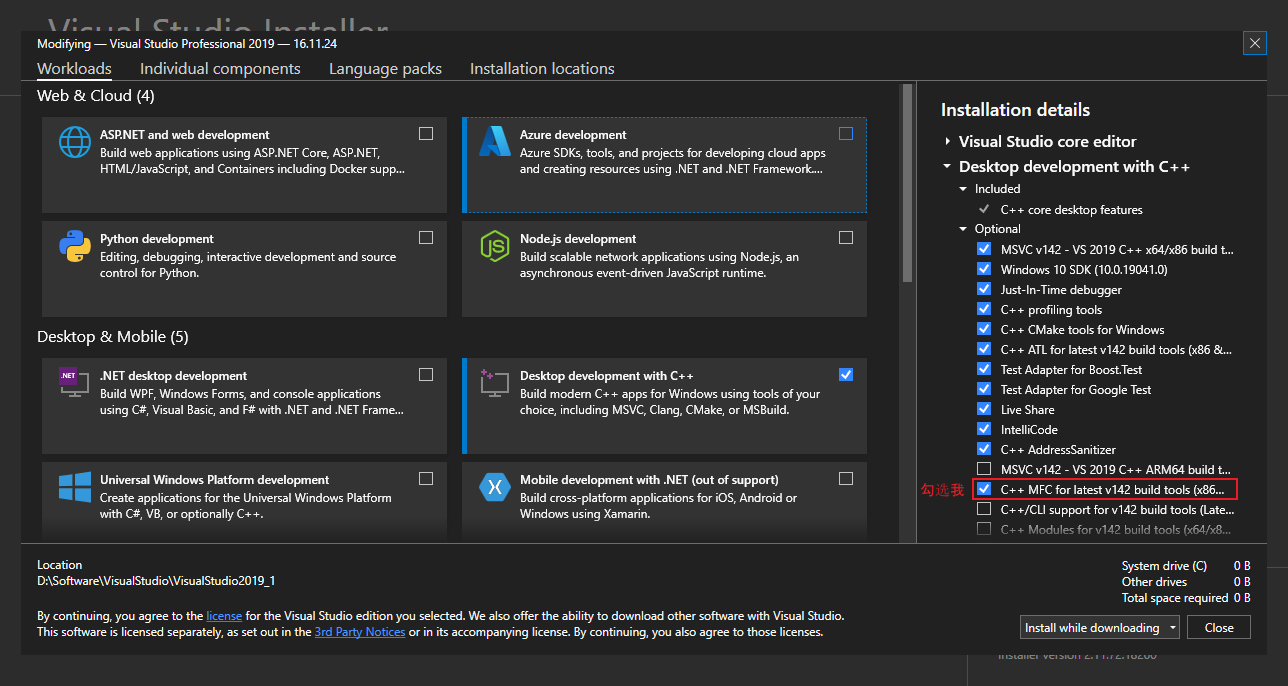 Visual Studio Installer
Modifying — Visual Studio Professional 2019 — 16.11.24
Workloads
Individual components
Language packs
Installation locations
Web & Cloud (4)
ASP.NET and web development
Build web applications using ASP.NET Core, ASP.NET,
HTML/JavaScript, and Containers including Docker supp...
Azure development
Azure SDKs, tools, and projects for developing cloud apps
and creating resources using .NET and .NET Framework....
Python development
Editing, debugging, interactive development and source
control for Python.
Node.js development
Build scalable network applications using Node.js, an
asynchronous event-driven JavaScript runtime.
Desktop & Mobile (5)
.NET
.NET desktop development
Build WPF, Windows Forms, and console applications
using C#, Visual Basic, and F# with .NET and .NET Frame...
Desktop development with C++
Build modern C++ apps for Windows using tools of your
choice, including MSVC, Clang, CMake, or MSBuild.
Universal Windows Platform development
Create applications for the Universal Windows Platform
with C#, VB, or optionally C++.
Mobile development with .NET (out of support)
Build cross-platform applications for iOS, Android or
Windows using Xamarin.
Installation details
Visual Studio core editor
Desktop development with C++
Included
C++ core desktop features
Optional
MSVC v142 - VS 2019 C++ x64/x86 build t...
Windows 10 SDK (10.0.19041.0)
Just-In-Time debugger
C++ profiling tools
C++ CMake tools for Windows
C++ ATL for latest v142 build tools (x86 &...
Test Adapter for Boost.Test
Test Adapter for Google Test
Live Share
IntelliCode
C++ AddressSanitizer
MSVC v142 - VS 2019 C++ ARM64 build t...
勾选我 C++ MFC for latest v142 build tools (x86...
C++/CLI support for v142 build tools (Late...
C++ Modules for v142 build tools (x64/x8...
Location
D:\Software\VisualStudio\VisualStudio2019_1
By continuing, you agree to the license for the Visual Studio edition you selected. We also offer the ability to download other software with Visual Studio.
This software is licensed separately, as set out in the 3rd Party Notices or in its accompanying license. By continuing, you also agree to those licenses.
System drive (C) 0 B
Other drives 0 B
Total space required 0 B
Install while downloading
Close
Installer version 2.11.72.18200